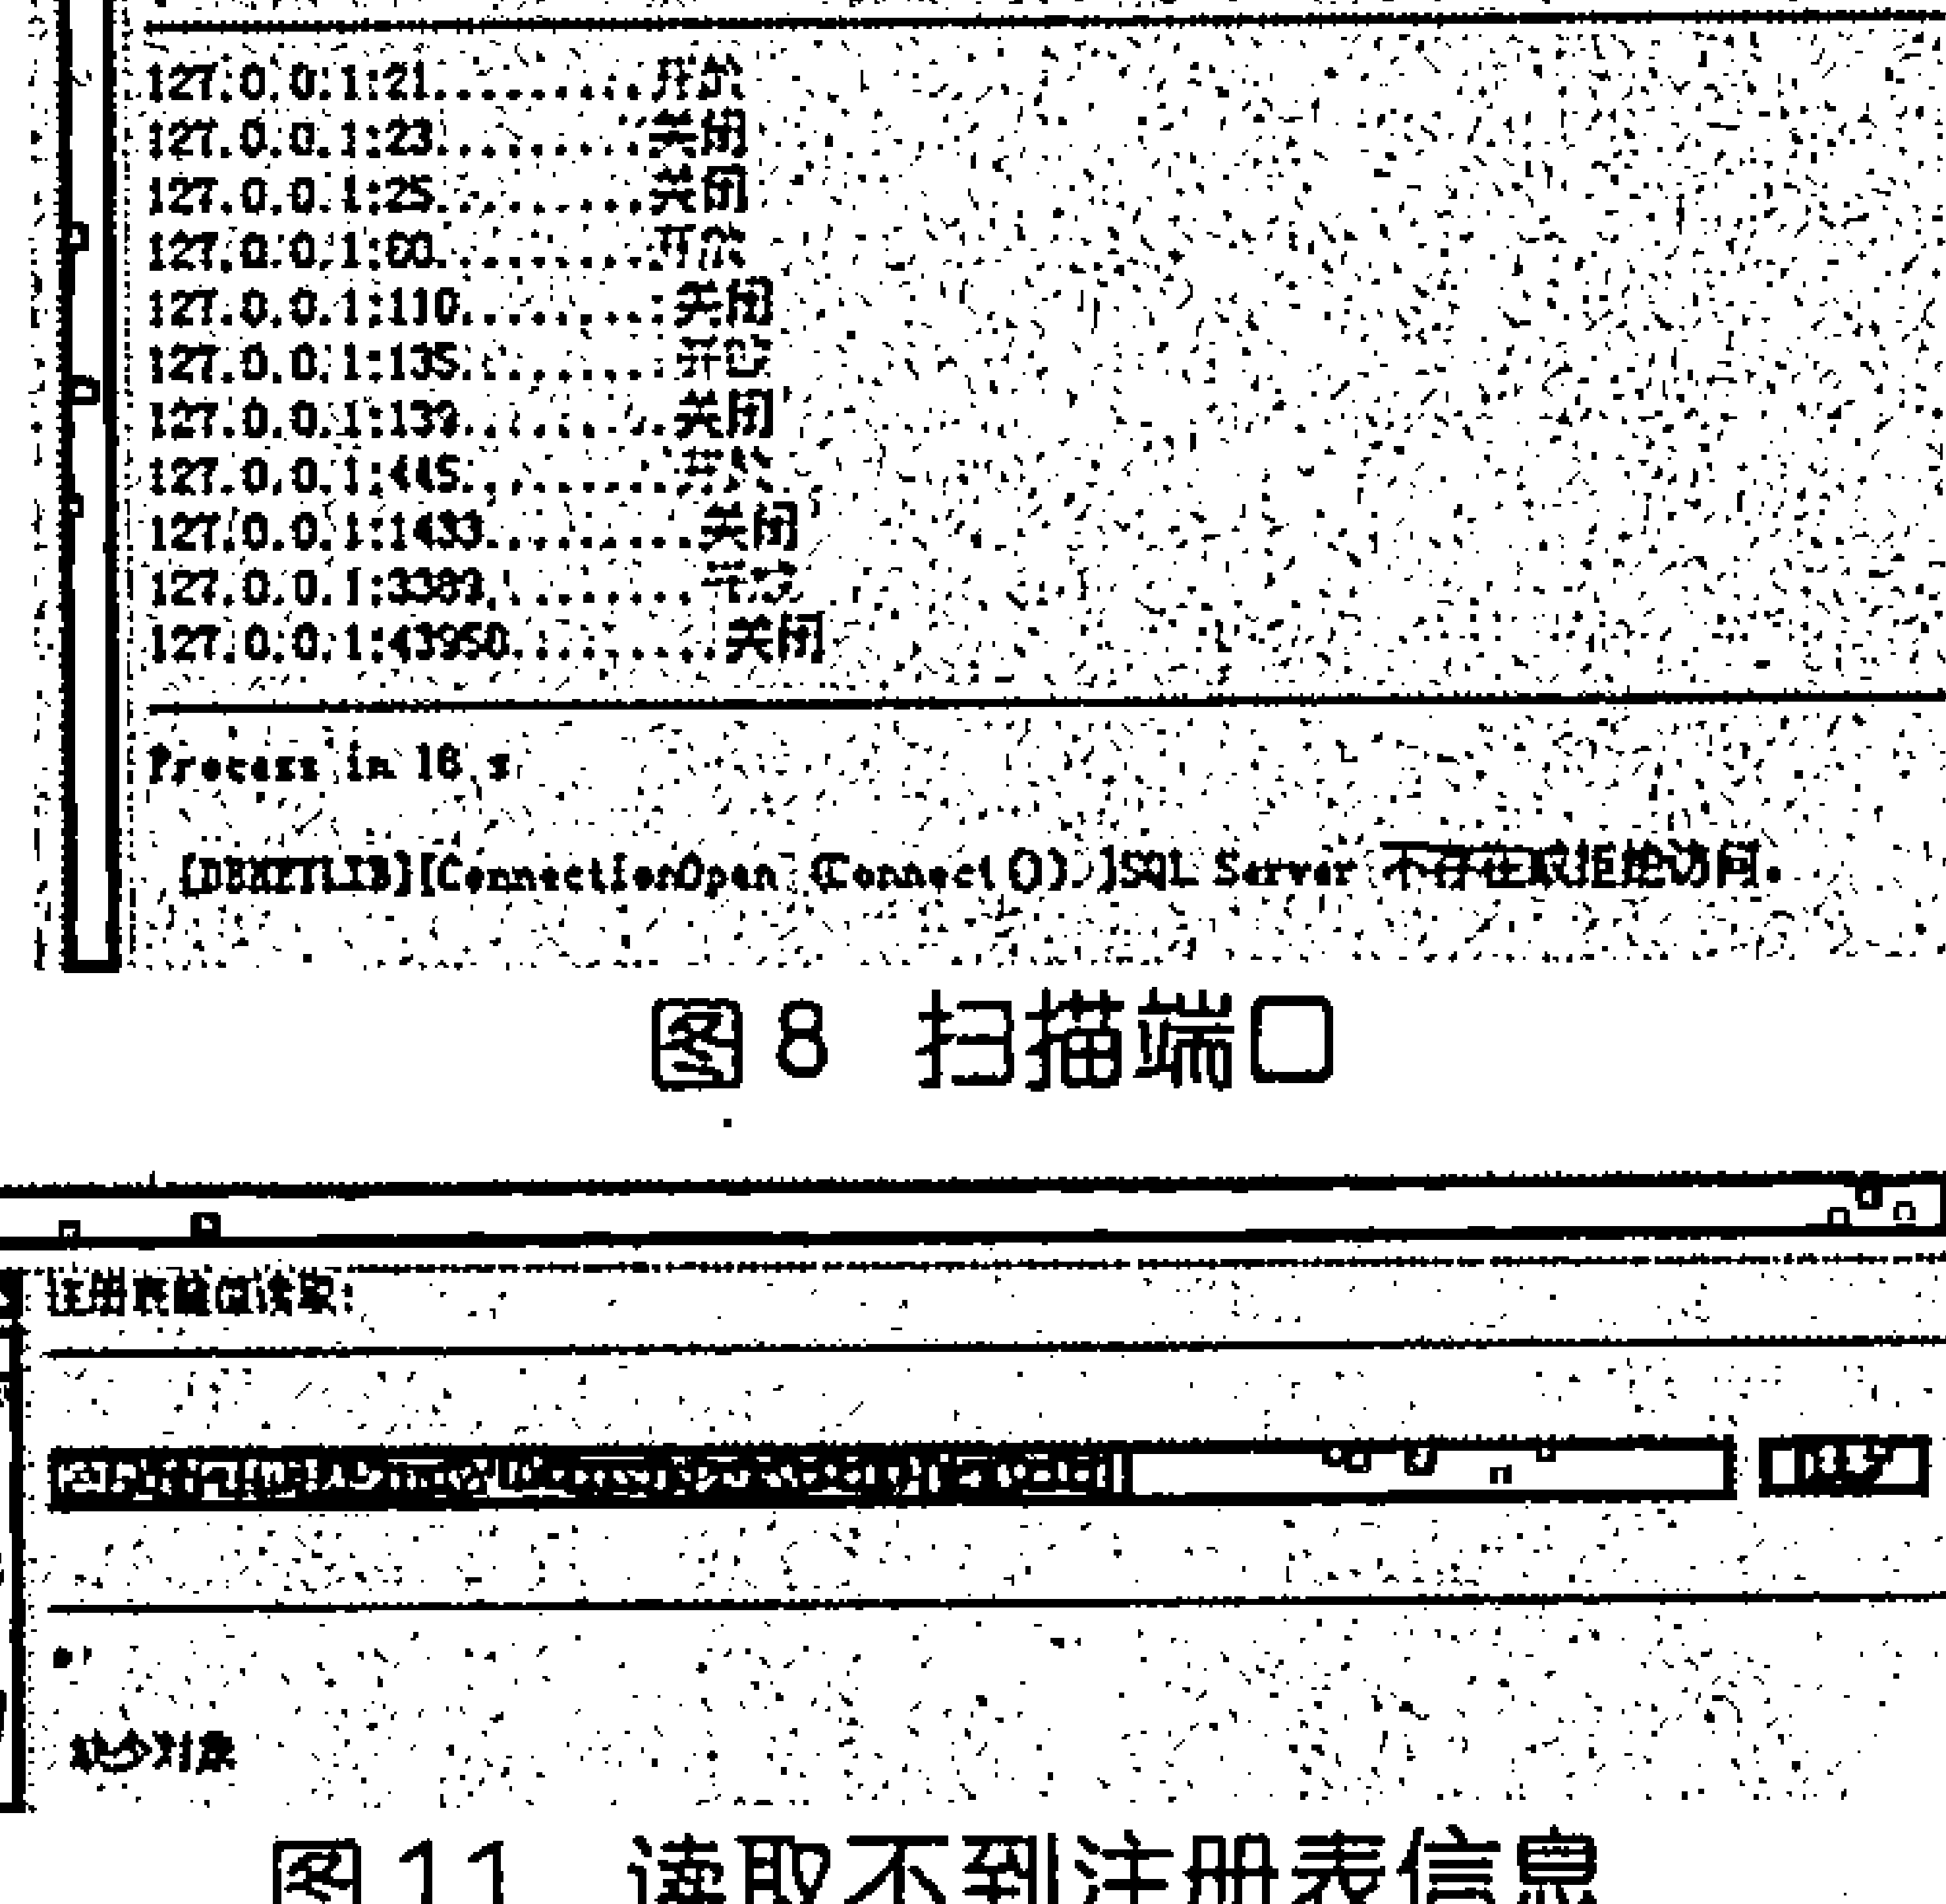 127.0.0.1:21.........开放
127.0.0.1:23.........关闭
127.0.0.1:25.........关闭
127.0.0.1:80.........开放
127.0.0.1:110.........关闭
127.0.0.1:135.........开放
127.0.0.1:139.........关闭
127.0.0.1:445.........开放
127.0.0.1:1433.........关闭
127.0.0.1:3389.........开放
127.0.0.1:43950.........关闭
Process in 18 s
[DBNETLIB][ConnectionOpen (Connect()).]SQL Server 不存在或拒绝访问。
图8 扫描端口
注册表键值读取:
缺少对象
图11 读取不到注册表信息